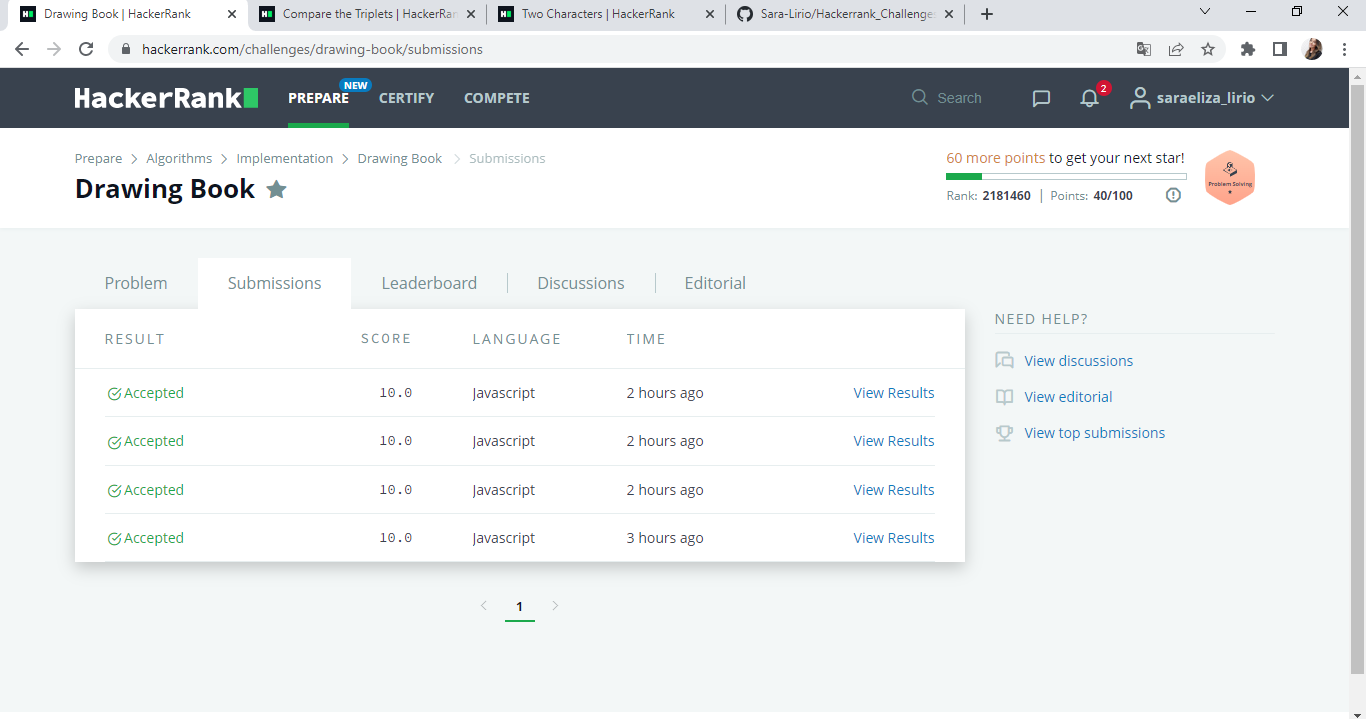 Drawing Book | HackerRank
Compare the Triplets | HackerRan
Two Characters | HackerRank
Sara-Lirio/Hackerrank_Challenge
hackerrank.com/challenges/drawing-book/submissions
HackerRank
PREPARE
NEW
CERTIFY
COMPETE
Search
2
saraeliza_lirio
Prepare > Algorithms > Implementation > Drawing Book > Submissions
Drawing Book
60 more points to get your next star!
Rank: 2181460 | Points: 40/100
Problem Solving
Problem
Submissions
Leaderboard
Discussions
Editorial
RESULT SCORE LANGUAGE TIME
Accepted 10.0 Javascript 2 hours ago View Results
Accepted 10.0 Javascript 2 hours ago View Results
Accepted 10.0 Javascript 2 hours ago View Results
Accepted 10.0 Javascript 3 hours ago View Results
1
NEED HELP?
View discussions
View editorial
View top submissions